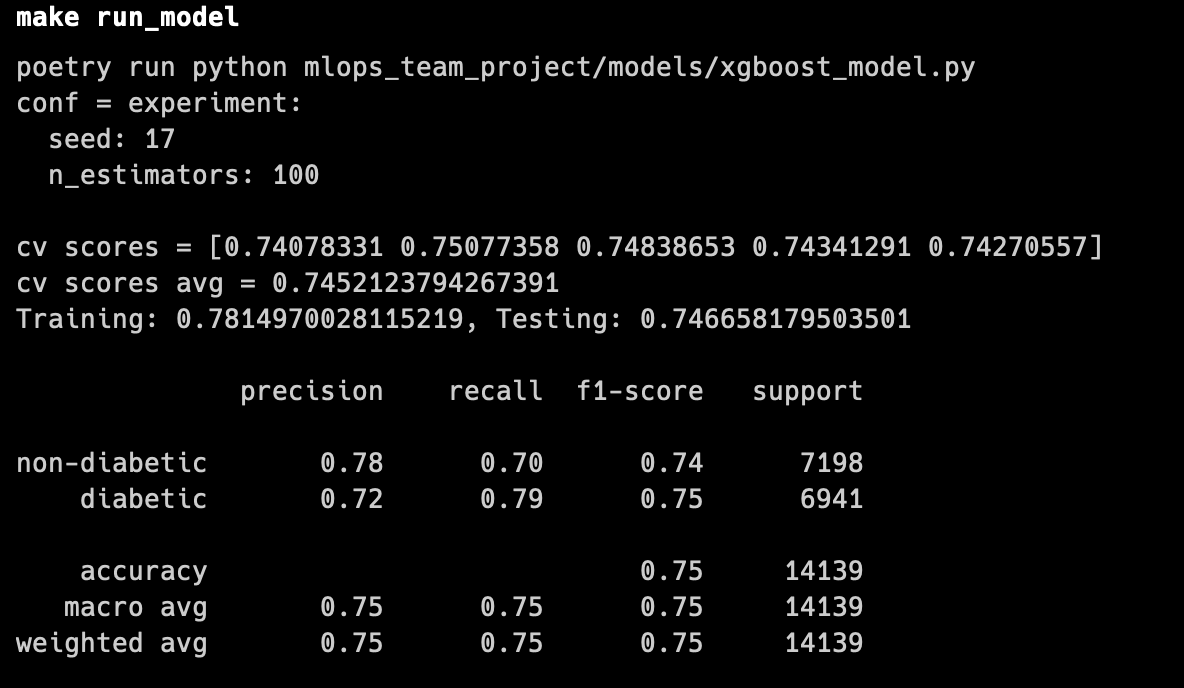 make run_model
poetry run python mlops_team_project/models/xgboost_model.py
conf = experiment:
  seed: 17
  n_estimators: 100
cv scores = [0.74078331 0.75077358 0.74838653 0.74341291 0.74270557]
cv scores avg = 0.7452123794267391
Training: 0.7814970028115219, Testing: 0.746658179503501
              precision    recall  f1-score   support
non-diabetic       0.78      0.70      0.74      7198
    diabetic       0.72      0.79      0.75      6941
    accuracy                           0.75     14139
   macro avg       0.75      0.75      0.75     14139
weighted avg       0.75      0.75      0.75     14139